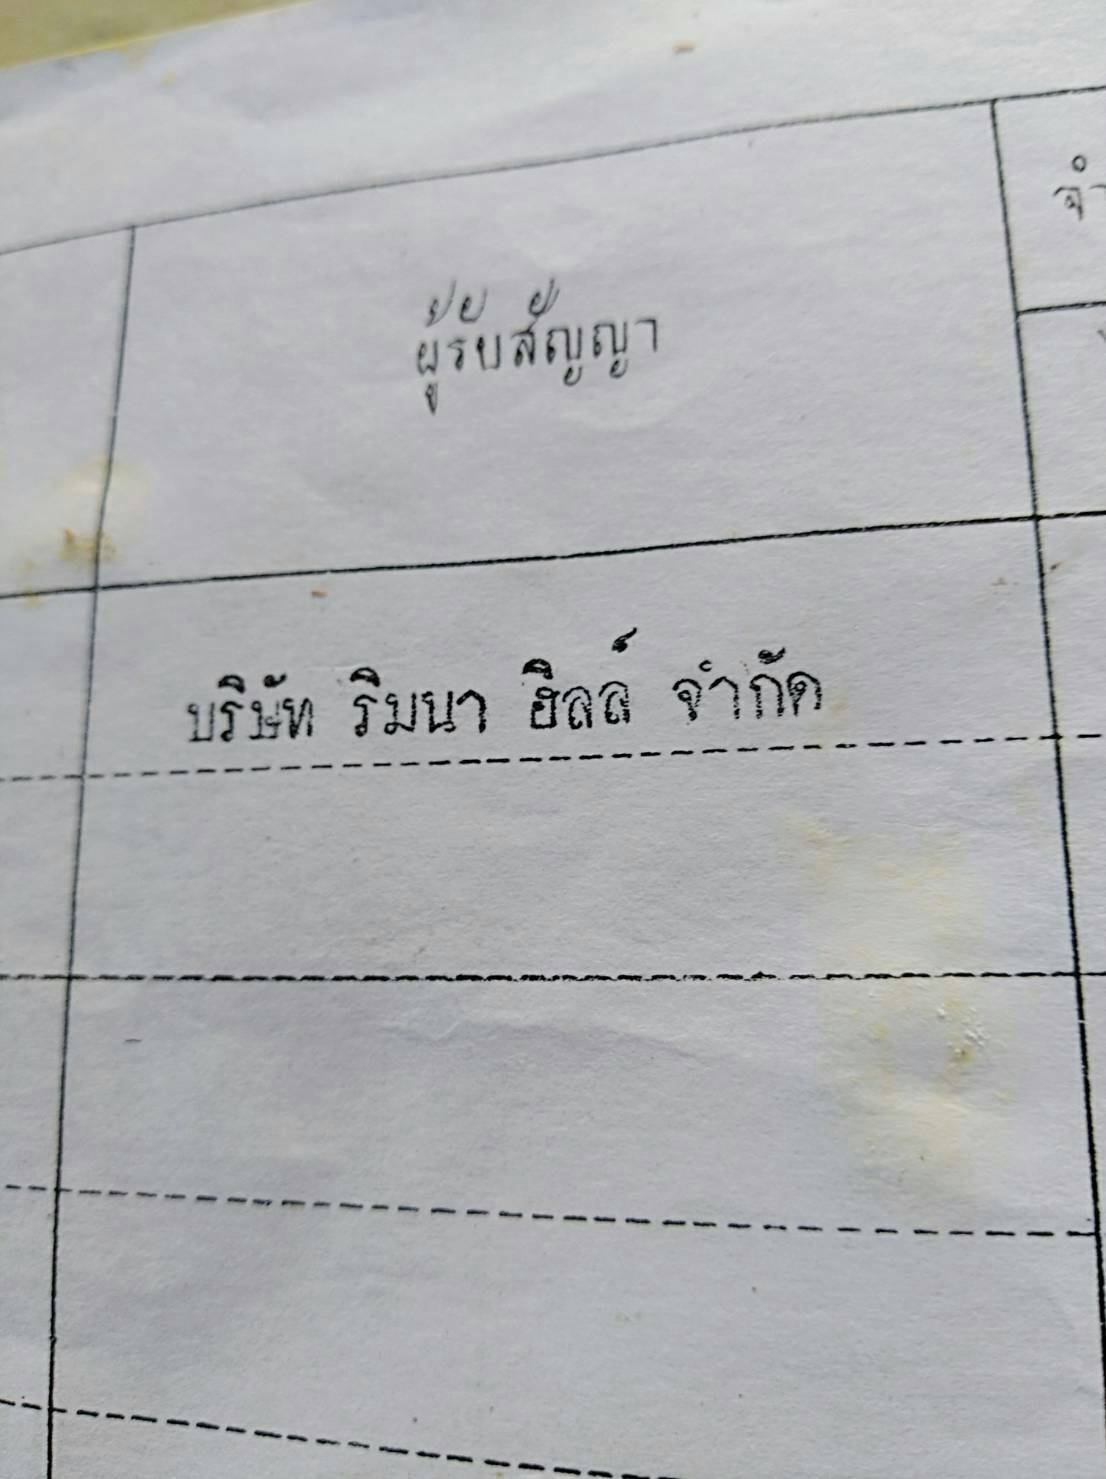 ผู้รับสัญญา
บริษัท ริมนา ฮิลล์ จำกัด